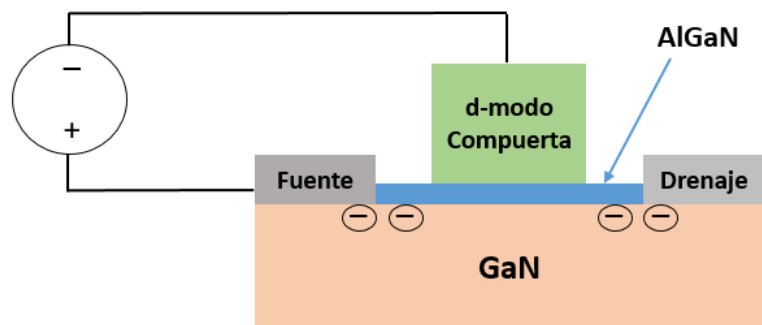 AlGaN
−
+
d-modo
Compuerta
Fuente
Drenaje
− − − −
GaN